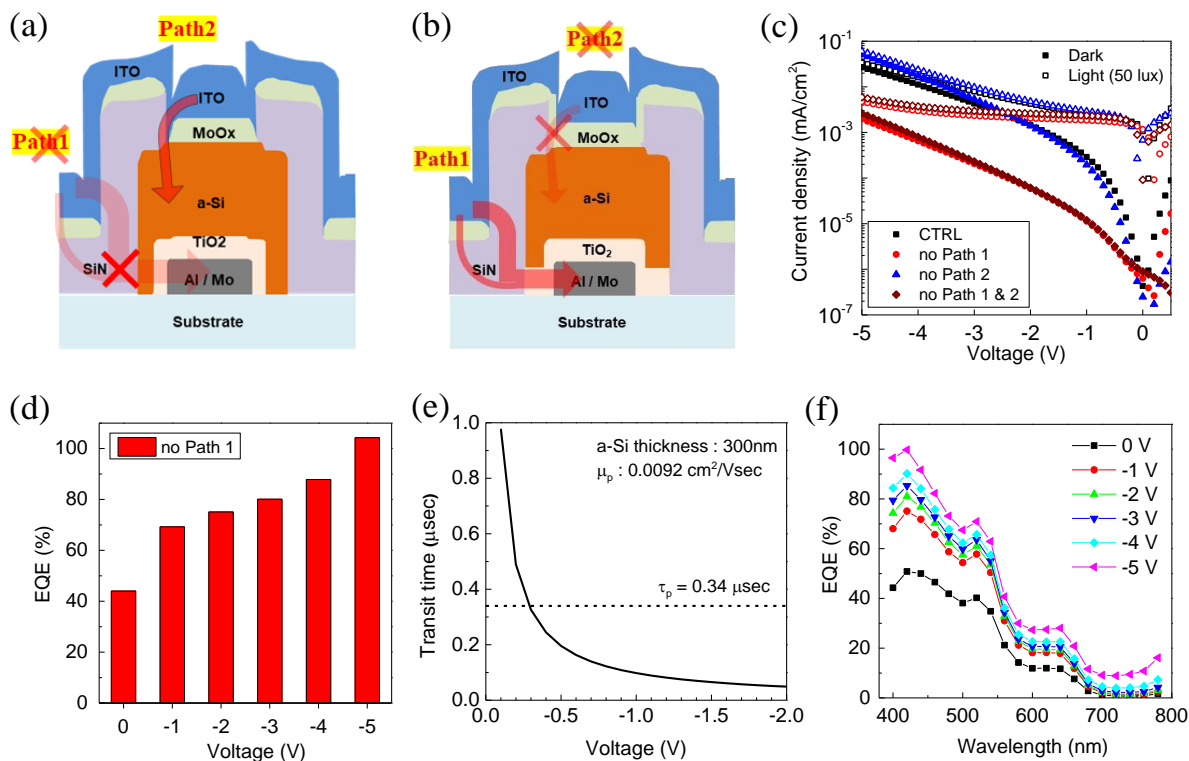 (a)
Path2
ITO
ITO
MoOx
Path1
a-Si
TiO2
SiN
Al / Mo
Substrate
(b)
Path2
ITO
ITO
MoOx
Path1
a-Si
TiO₂
SiN
Al / Mo
Substrate
(c)
Current density (mA/cm²)
10⁻¹
10⁻³
10⁻⁵
10⁻⁷
Dark
Light (50 lux)
CTRL
no Path 1
no Path 2
no Path 1 & 2
-5 -4 -3 -2 -1 0
Voltage (V)
(d)
EQE (%)
100
80
60
40
20
0
no Path 1
0 -1 -2 -3 -4 -5
Voltage (V)
(e)
Transit time (μsec)
1.0
0.8
0.6
0.4
0.2
0.0
a-Si thickness : 300nm
μₚ : 0.0092 cm²/Vsec
τₚ = 0.34 μsec
0.0 -0.5 -1.0 -1.5 -2.0
Voltage (V)
(f)
EQE (%)
100
80
60
40
20
0
0 V
-1 V
-2 V
-3 V
-4 V
-5 V
400 500 600 700 800
Wavelength (nm)